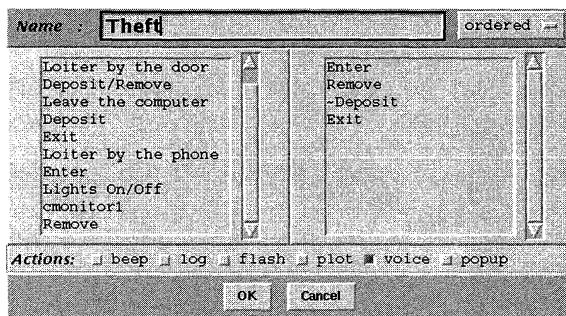 Name : Theft ordered
Loiter by the door
Deposit/Remove
Leave the computer
Deposit
Exit
Loiter by the phone
Enter
Lights On/Off
cmonitor1
Remove
Enter
Remove
~Deposit
Exit
Actions: beep log flash plot voice popup
OK Cancel